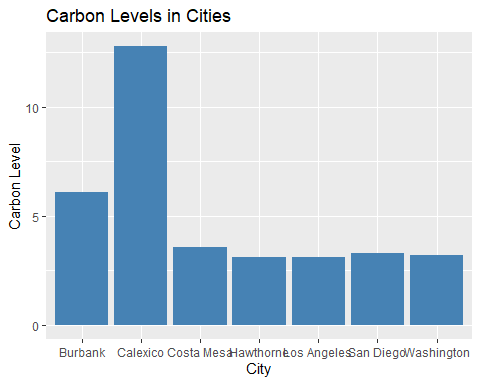 Carbon Levels in Cities
Carbon Level
10
5
0
Burbank Calexico Costa Mesa Hawthorne Los Angeles San Diego Washington
City